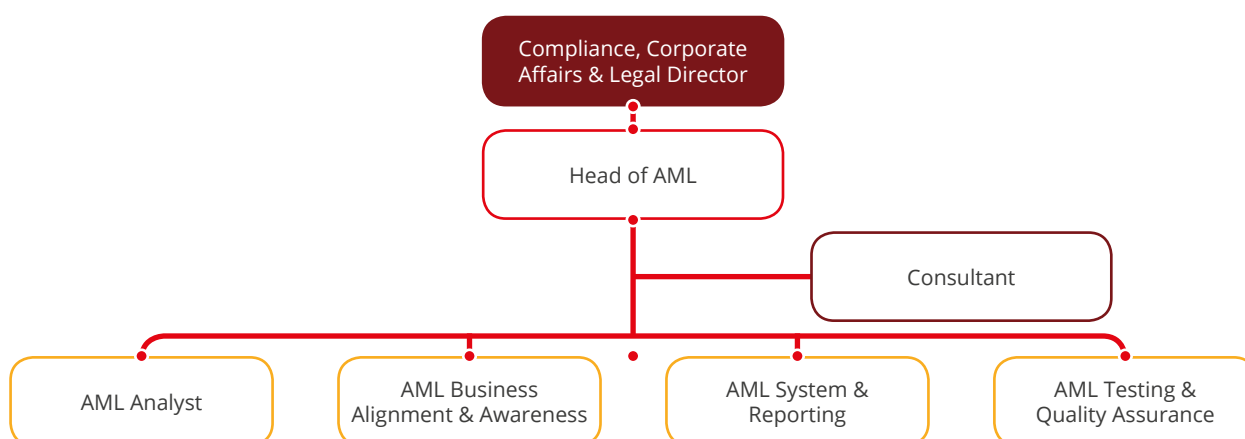 Compliance, Corporate
Affairs & Legal Director
Head of AML
Consultant
AML Analyst
AML Business
Alignment & Awareness
AML System &
Reporting
AML Testing &
Quality Assurance